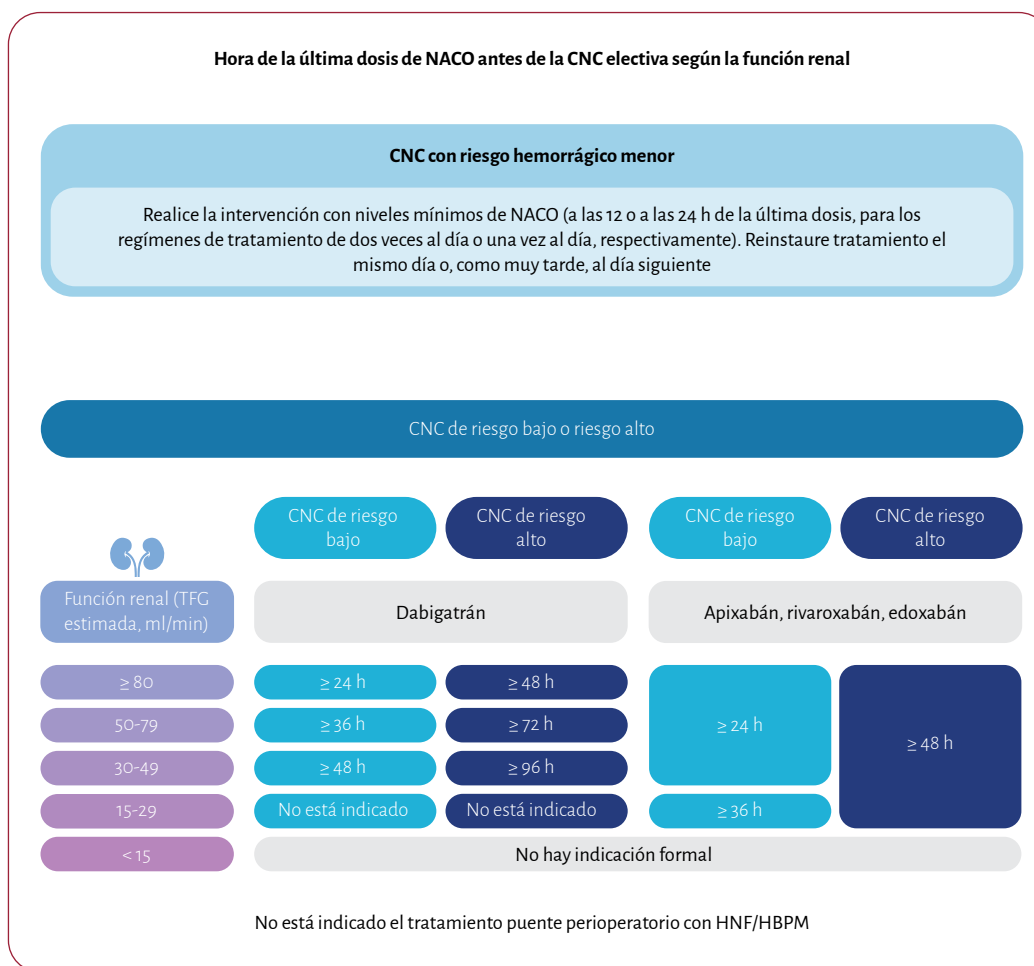 Hora de la última dosis de NACO antes de la CNC electiva según la función renal
CNC con riesgo hemorrágico menor
Realice la intervención con niveles mínimos de NACO (a las 12 o a las 24 h de la última dosis, para los
regímenes de tratamiento de dos veces al día o una vez al día, respectivamente). Reinstaure tratamiento el
mismo día o, como muy tarde, al día siguiente
CNC de riesgo bajo o riesgo alto
CNC de riesgo
bajo
CNC de riesgo
alto
CNC de riesgo
bajo
CNC de riesgo
alto
Función renal (TFG
estimada, ml/min)
Dabigatrán
Apixabán, rivaroxabán, edoxabán
≥ 80
≥ 24 h
≥ 48 h
50-79
≥ 36 h
≥ 72 h
≥ 24 h
≥ 48 h
30-49
≥ 48 h
≥ 96 h
15-29
No está indicado
No está indicado
≥ 36 h
< 15
No hay indicación formal
No está indicado el tratamiento puente perioperatorio con HNF/HBPM